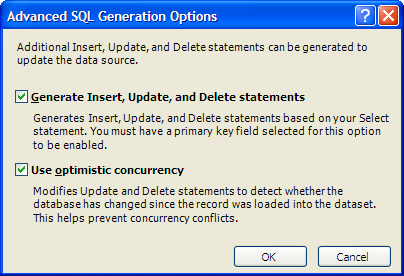 Advanced SQL Generation Options
Additional Insert, Update, and Delete statements can be generated to
update the data source.
Generate Insert, Update, and Delete statements
Generates Insert, Update, and Delete statements based on your Select
statement. You must have a primary key field selected for this option
to be enabled.
Use optimistic concurrency
Modifies Update and Delete statements to detect whether the
database has changed since the record was loaded into the dataset.
This helps prevent concurrency conflicts.
OK Cancel